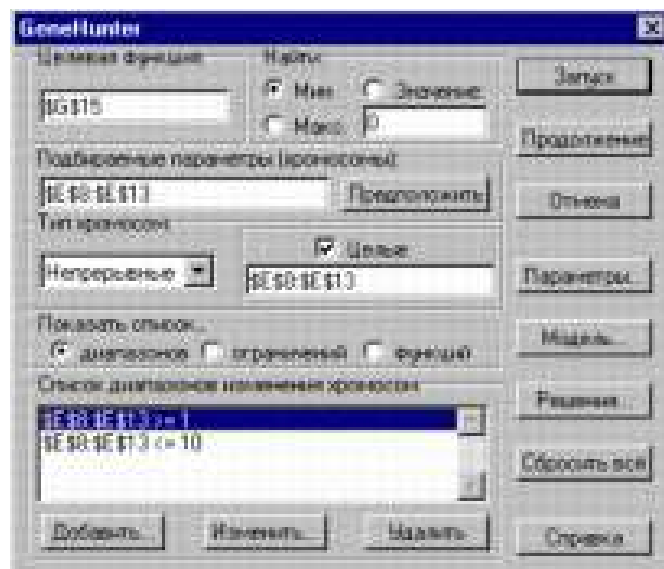 GeneHunter
Целевая функция
$G$15
Найти
Мин.
Значение
Макс.
0
Подбираемые параметры (хромосомы)
$E$8:$E$13
Предположить
Тип хромосом
Непрерывные
Целые
$E$8:$E$13
Показать список...
диапазонов
ограничений
функций
Список диапазонов изменения хромосом
$E$8:$E$13 >= 1
$E$8:$E$13 <= 10
Добавить...
Изменить...
Удалить
Запуск
Продолжение
Отмена
Параметры...
Модель...
Решения...
Сбросить всё
Справка